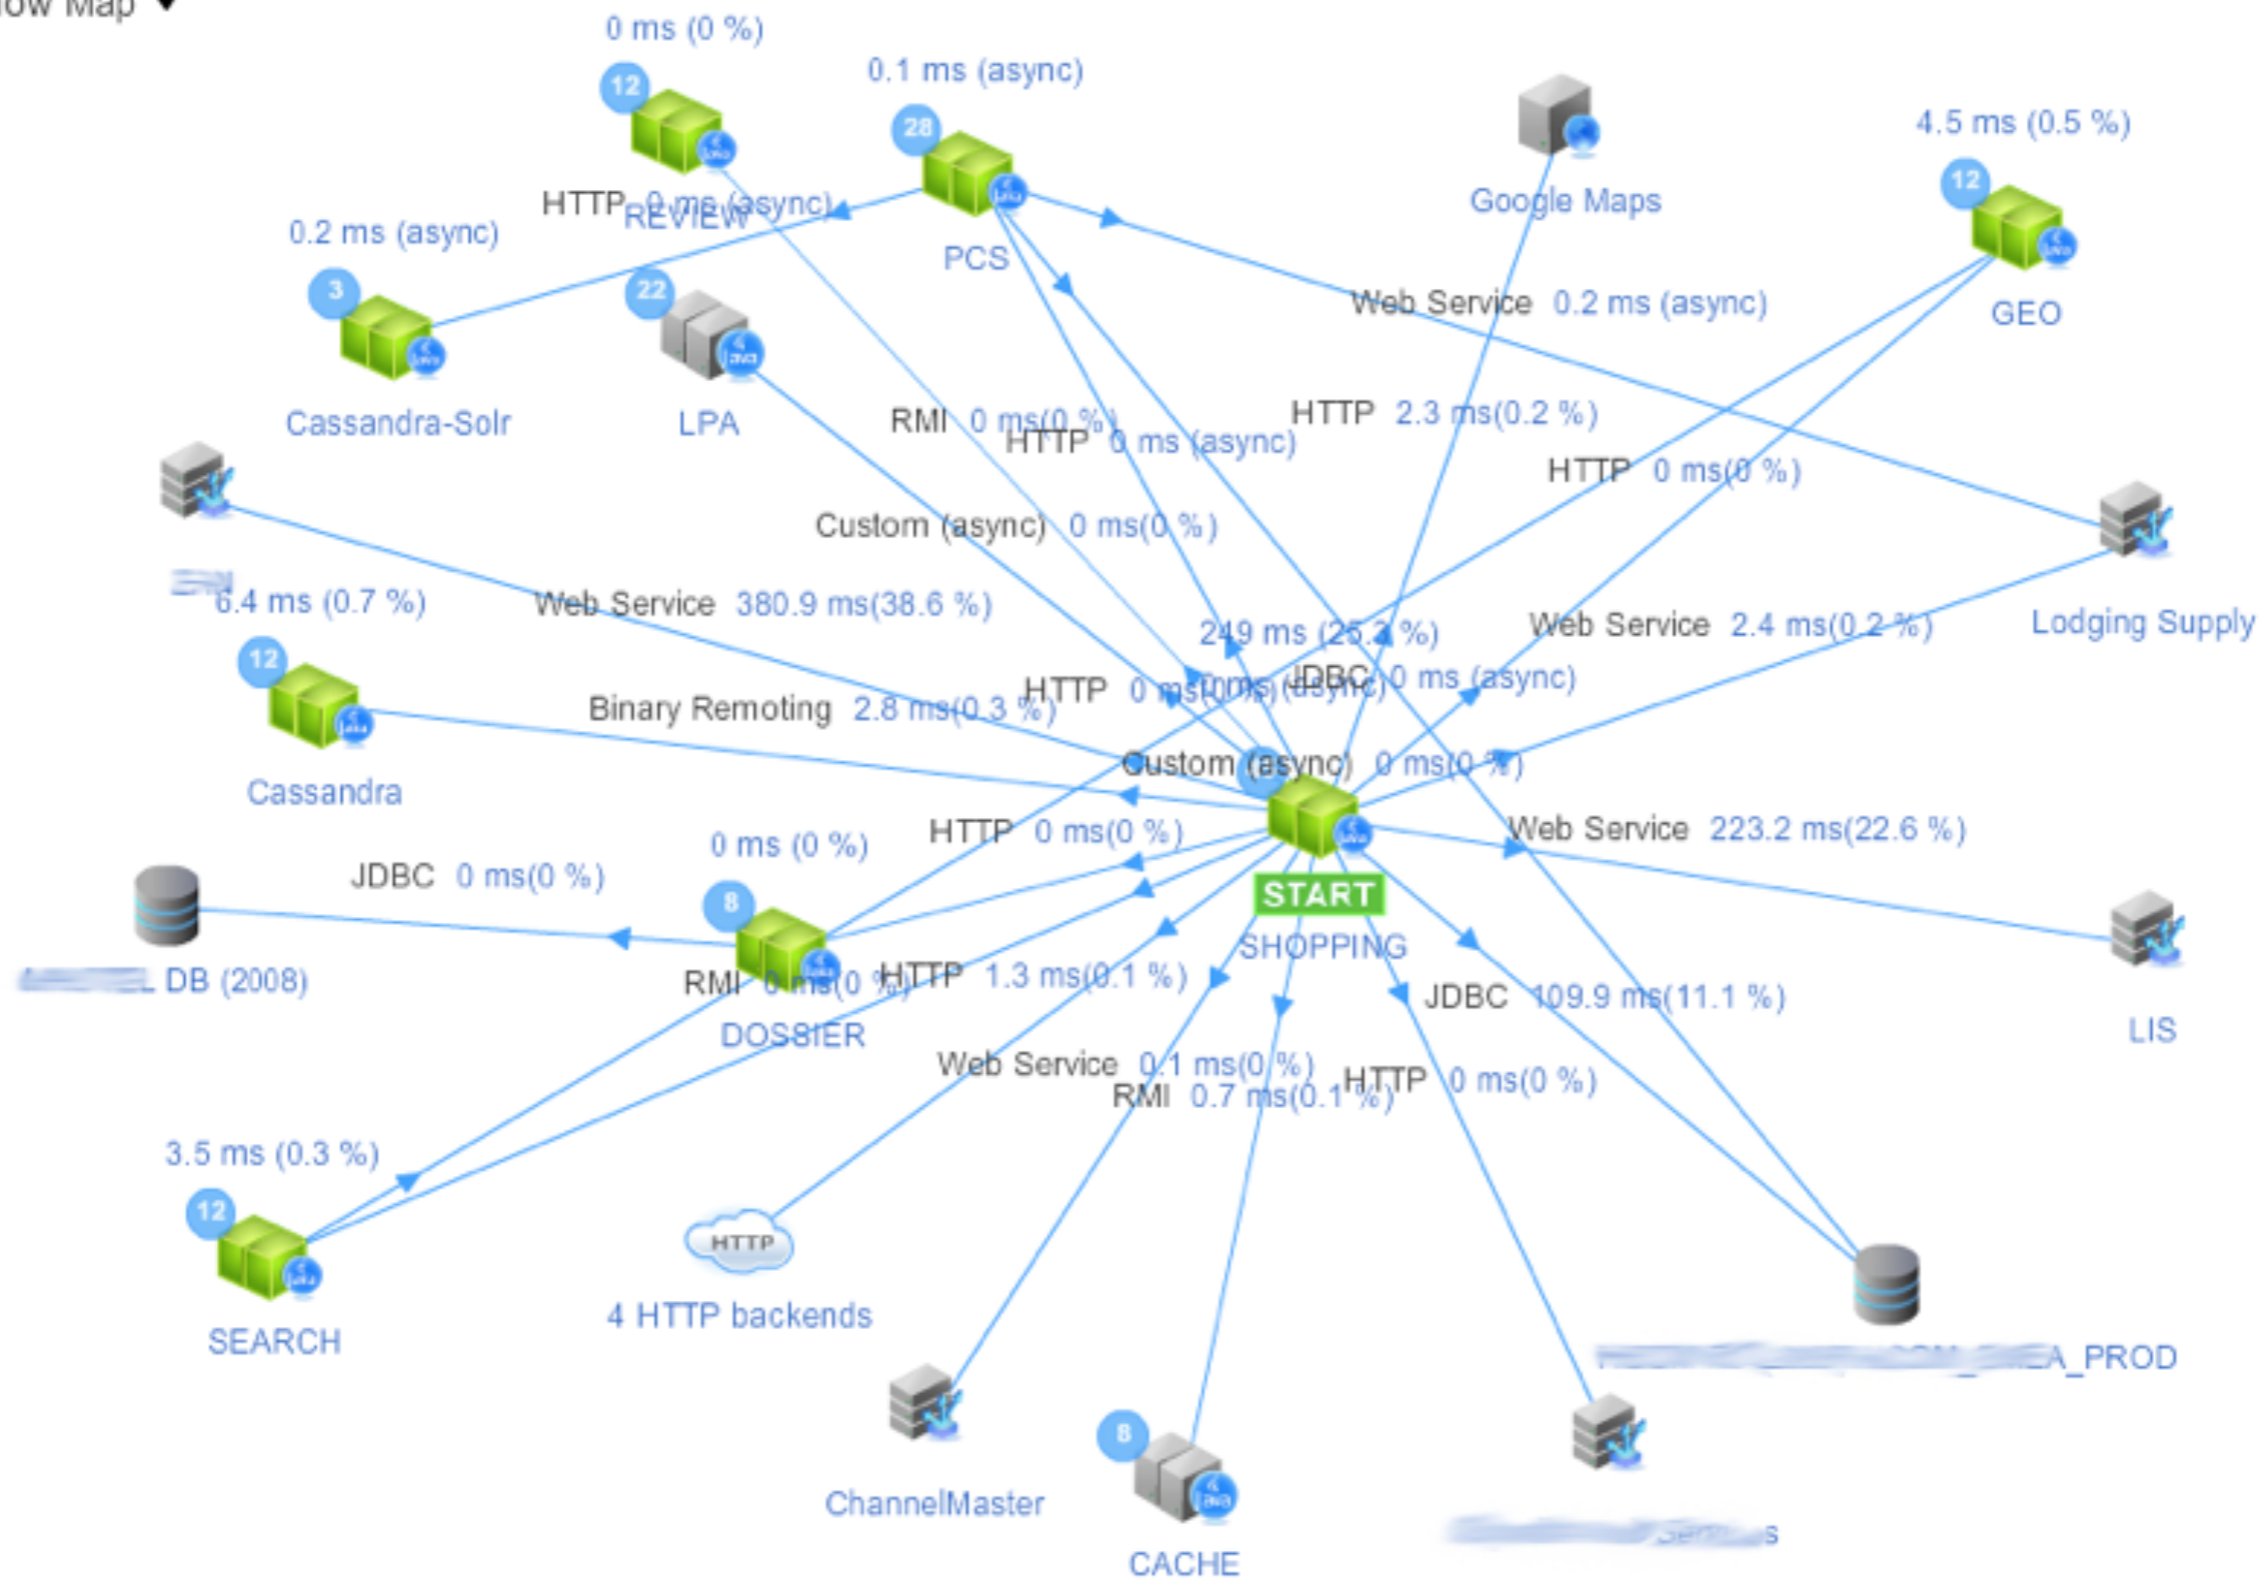 ow Map
0 ms (0 %)
12
REVIEW
0.1 ms (async)
28
PCS
Google Maps
4.5 ms (0.5 %)
12
GEO
HTTP 0 ms (async)
0.2 ms (async)
3
Cassandra-Solr
22
LPA
Web Service 0.2 ms (async)
RMI 0 ms(0 %)
HTTP 0 ms (async)
HTTP 2.3 ms(0.2 %)
HTTP 0 ms(0 %)
Custom (async) 0 ms(0 %)
Lodging Supply
6.4 ms (0.7 %)
12
Cassandra
Web Service 380.9 ms(38.6 %)
249 ms (25.2 %)
Web Service 2.4 ms(0.2 %)
HTTP 0 ms(0 %)
JDBC 0 ms (async)
Binary Remoting 2.8 ms(0.3 %)
Custom (async) 0 ms(0 %)
START
SHOPPING
HTTP 0 ms(0 %)
Web Service 223.2 ms(22.6 %)
0 ms (0 %)
8
DOSSIER
JDBC 0 ms(0 %)
DB (2008)
LIS
RMI 0 ms(0 %)
HTTP 1.3 ms(0.1 %)
JDBC 109.9 ms(11.1 %)
Web Service 0.1 ms(0 %)
RMI 0.7 ms(0.1 %)
HTTP 0 ms(0 %)
3.5 ms (0.3 %)
12
SEARCH
HTTP
4 HTTP backends
A_PROD
ChannelMaster
8
CACHE